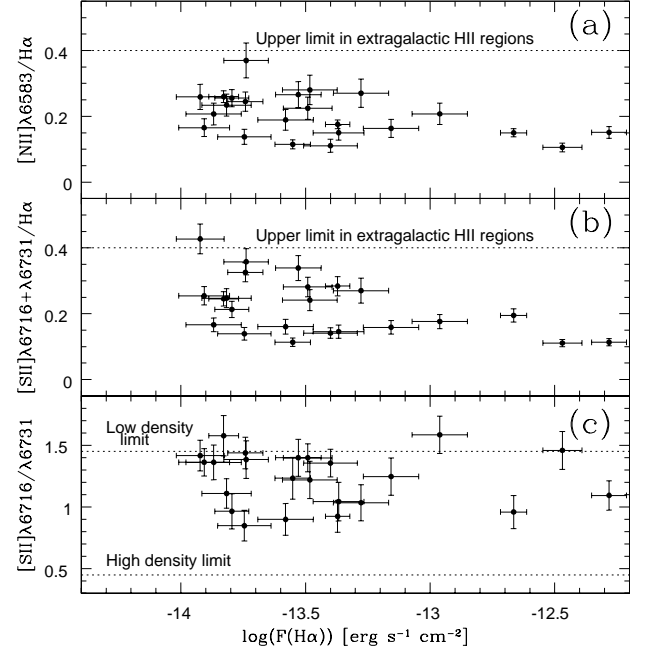 (a)
Upper limit in extragalactic HII regions
0.4
0.2
0
[NII]λ6583/Hα
(b)
Upper limit in extragalactic HII regions
0.4
0.2
0
[SII]λ6716+λ6731/Hα
(c)
Low density
limit
1.5
1
High density limit
0.5
[SII]λ6716/λ6731
-14 -13.5 -13 -12.5
log(F(Hα)) [erg s⁻¹ cm⁻²]